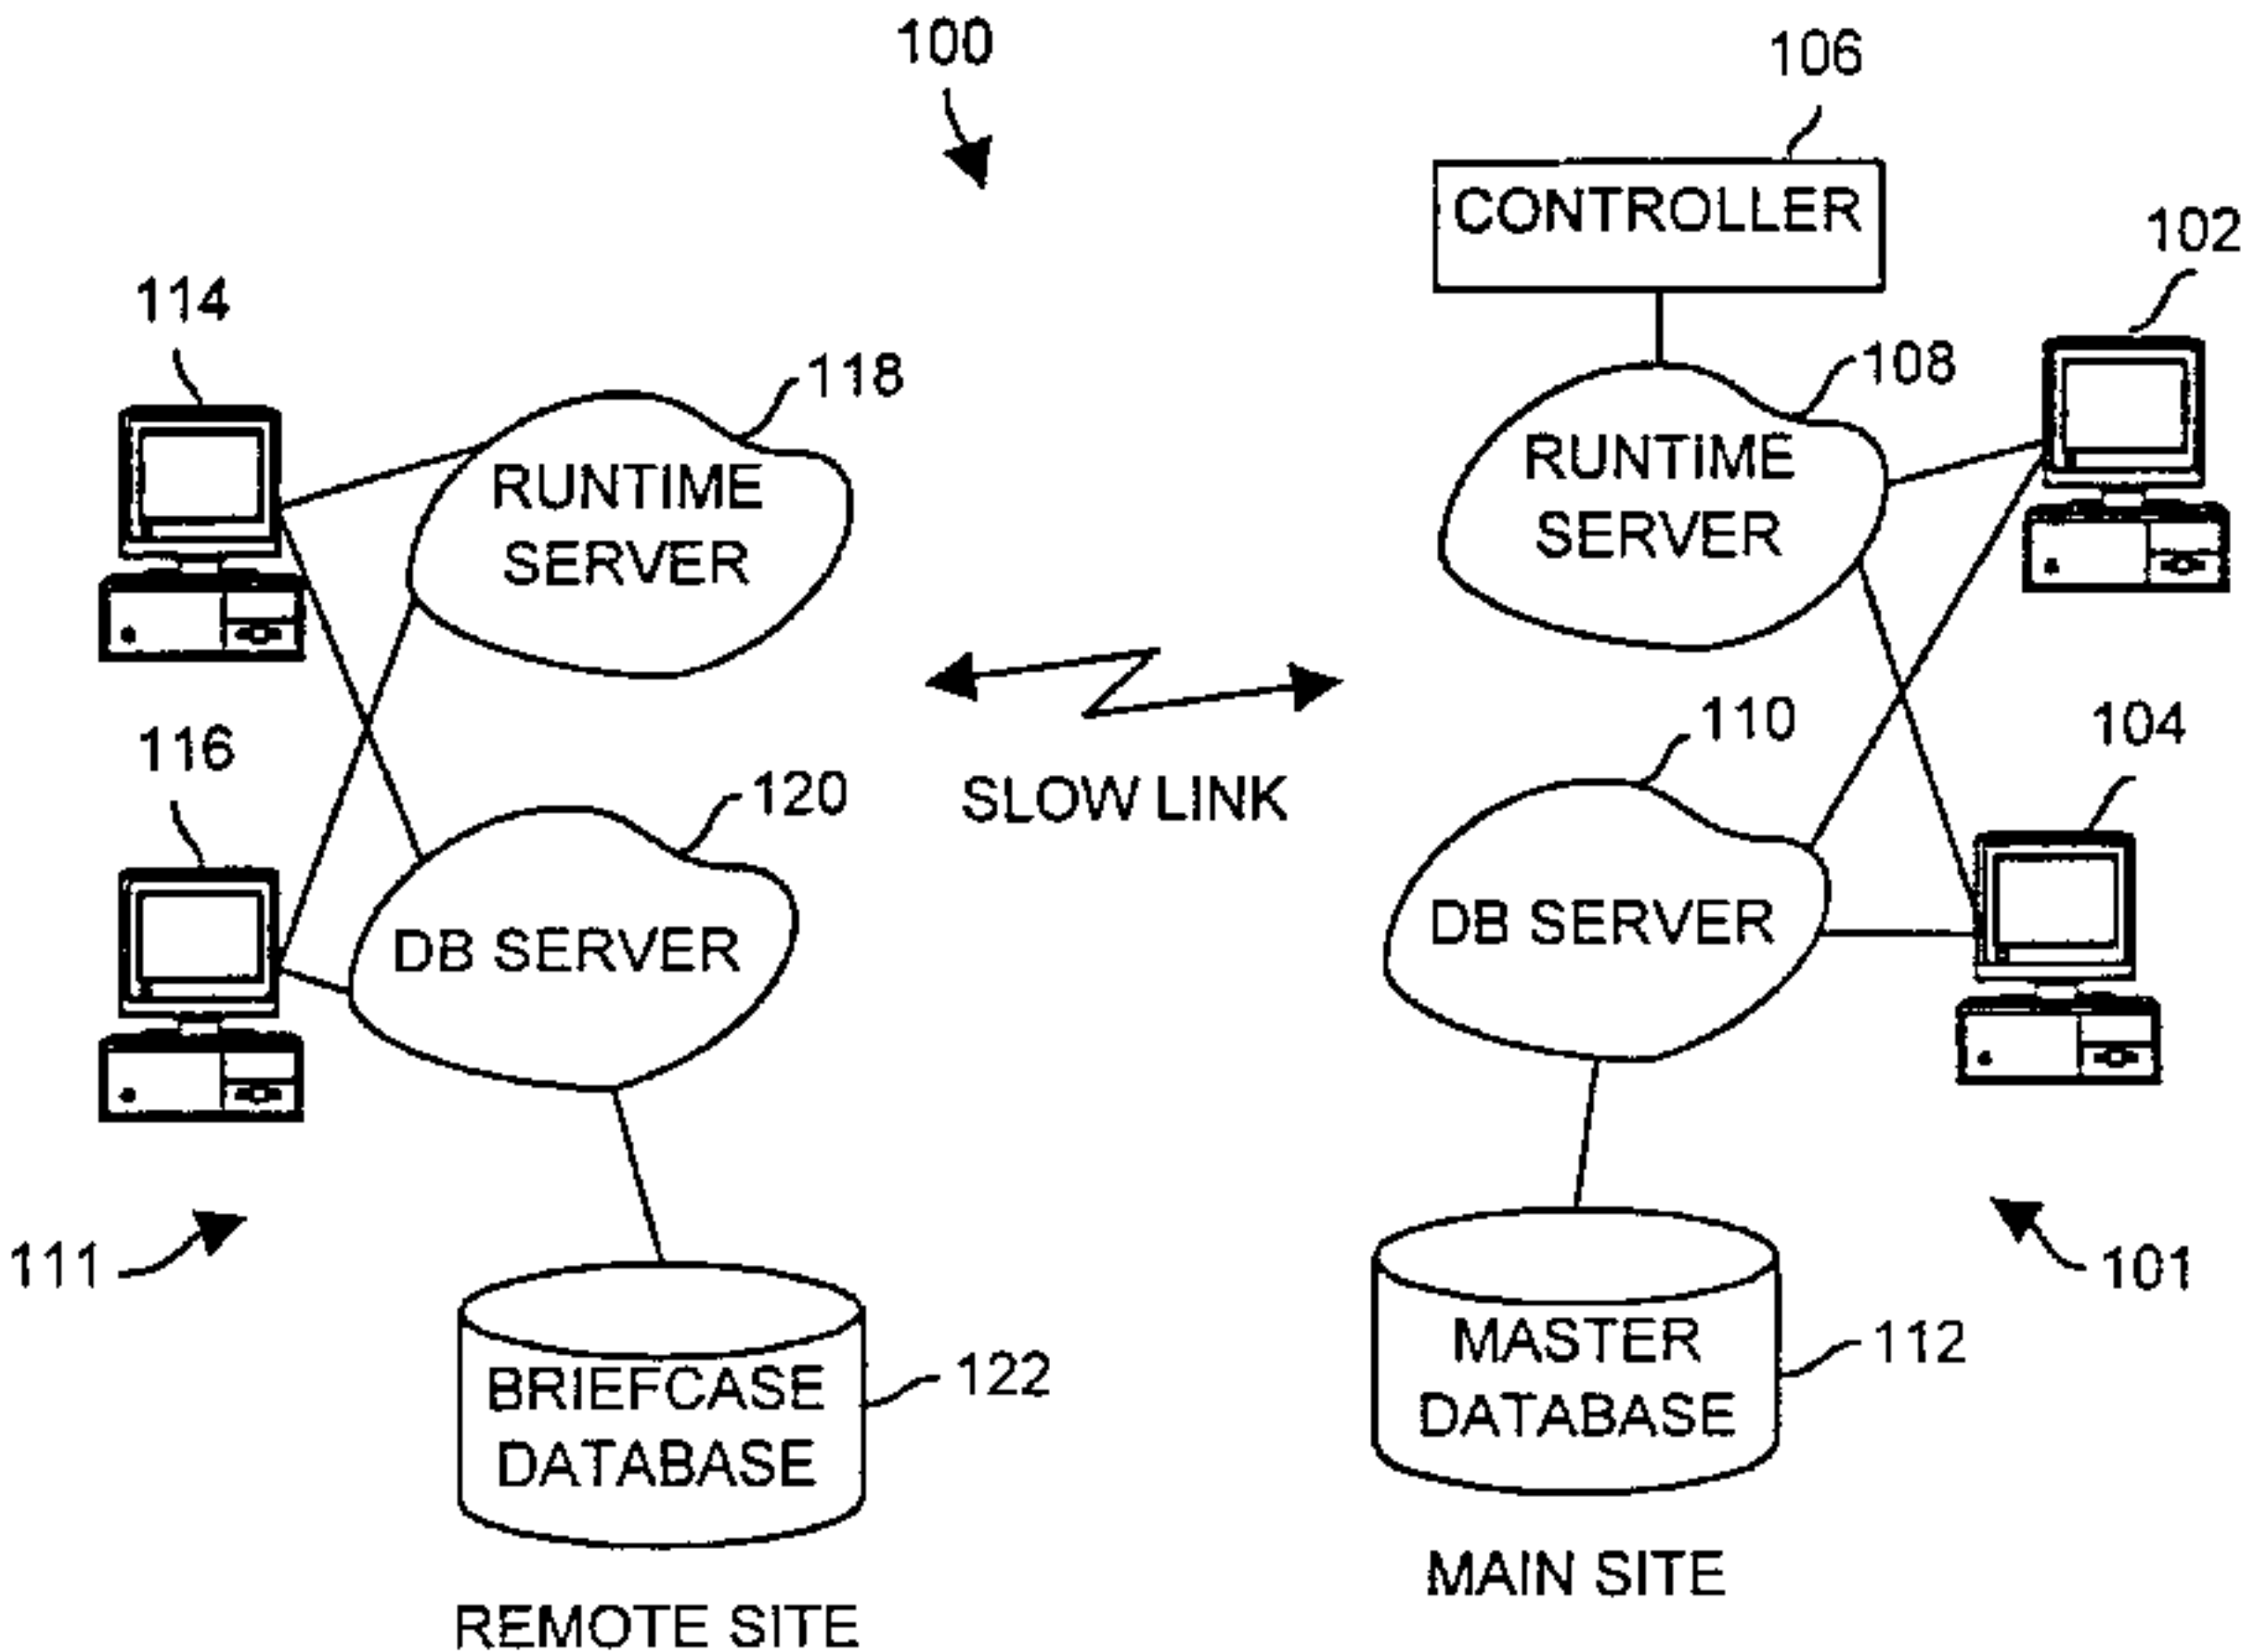 100
106
CONTROLLER
102
114
118
108
RUNTIME
SERVER
RUNTIME
SERVER
116
110
104
120
SLOW LINK
DB SERVER
DB SERVER
111
101
BRIEFCASE
DATABASE
122
MASTER
DATABASE
112
MAIN SITE
REMOTE SITE